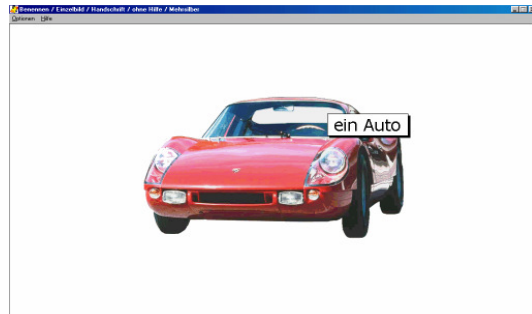 Benennen / Einzelbild / Handschrift / ohne Hilfe / Mehrsilber
Optionen Hilfe
ein Auto